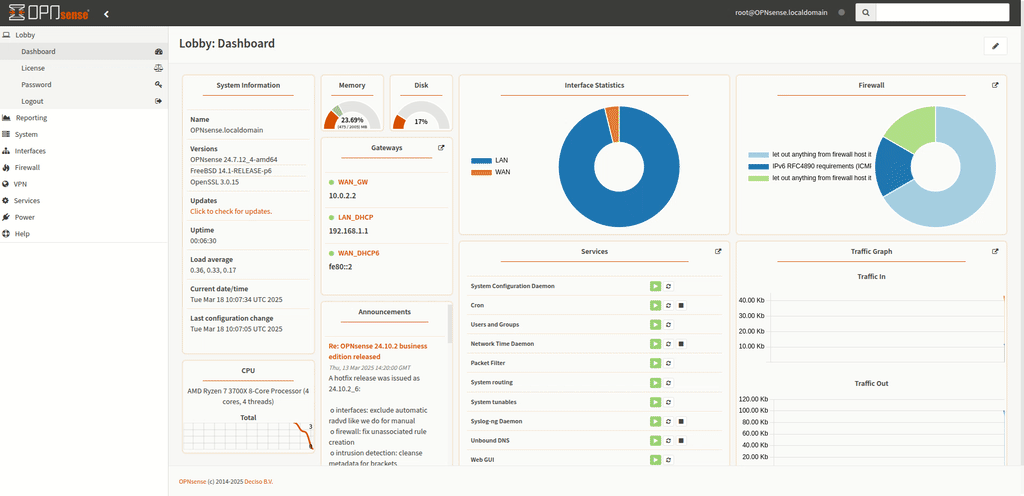 OPNsense
root@OPNsense.localdomain
Lobby
Dashboard
License
Password
Logout
Reporting
System
Interfaces
Firewall
VPN
Services
Power
Help
Lobby: Dashboard
System Information
Name
OPNsense.localdomain
Versions
OPNsense 24.7.12_4-amd64
FreeBSD 14.1-RELEASE-p6
OpenSSL 3.0.15
Updates
Click to check for updates.
Uptime
00:06:30
Load average
0.36, 0.33, 0.17
Current date/time
Tue Mar 18 10:07:34 UTC 2025
Last configuration change
Tue Mar 18 10:07:05 UTC 2025
CPU
AMD Ryzen 7 3700X 8-Core Processor (4
cores, 4 threads)
Total
3
Memory
23.69%
(475 / 2005) MB
Disk
17%
Gateways
WAN_GW
10.0.2.2
LAN_DHCP
192.168.1.1
WAN_DHCP6
fe80::2
Announcements
Re: OPNsense 24.10.2 business
edition released
Thu, 13 Mar 2025 14:20:00 GMT
A hotfix release was issued as
24.10.2_6:
o interfaces: exclude automatic
radvd like we do for manual
o firewall: fix unassociated rule
creation
o intrusion detection: cleanse
metadata for brackets
Interface Statistics
LAN
WAN
Services
System Configuration Daemon
Cron
Users and Groups
Network Time Daemon
Packet Filter
System routing
System tunables
Syslog-ng Daemon
Unbound DNS
Web GUI
Firewall
let out anything from firewall host it
IPv6 RFC4890 requirements (ICMP
let out anything from firewall host it
Traffic Graph
Traffic In
40.00 Kb
30.00 Kb
20.00 Kb
10.00 Kb
Traffic Out
120.00 Kb
100.00 Kb
80.00 Kb
60.00 Kb
40.00 Kb
20.00 Kb
OPNsense (c) 2014-2025 Deciso B.V.